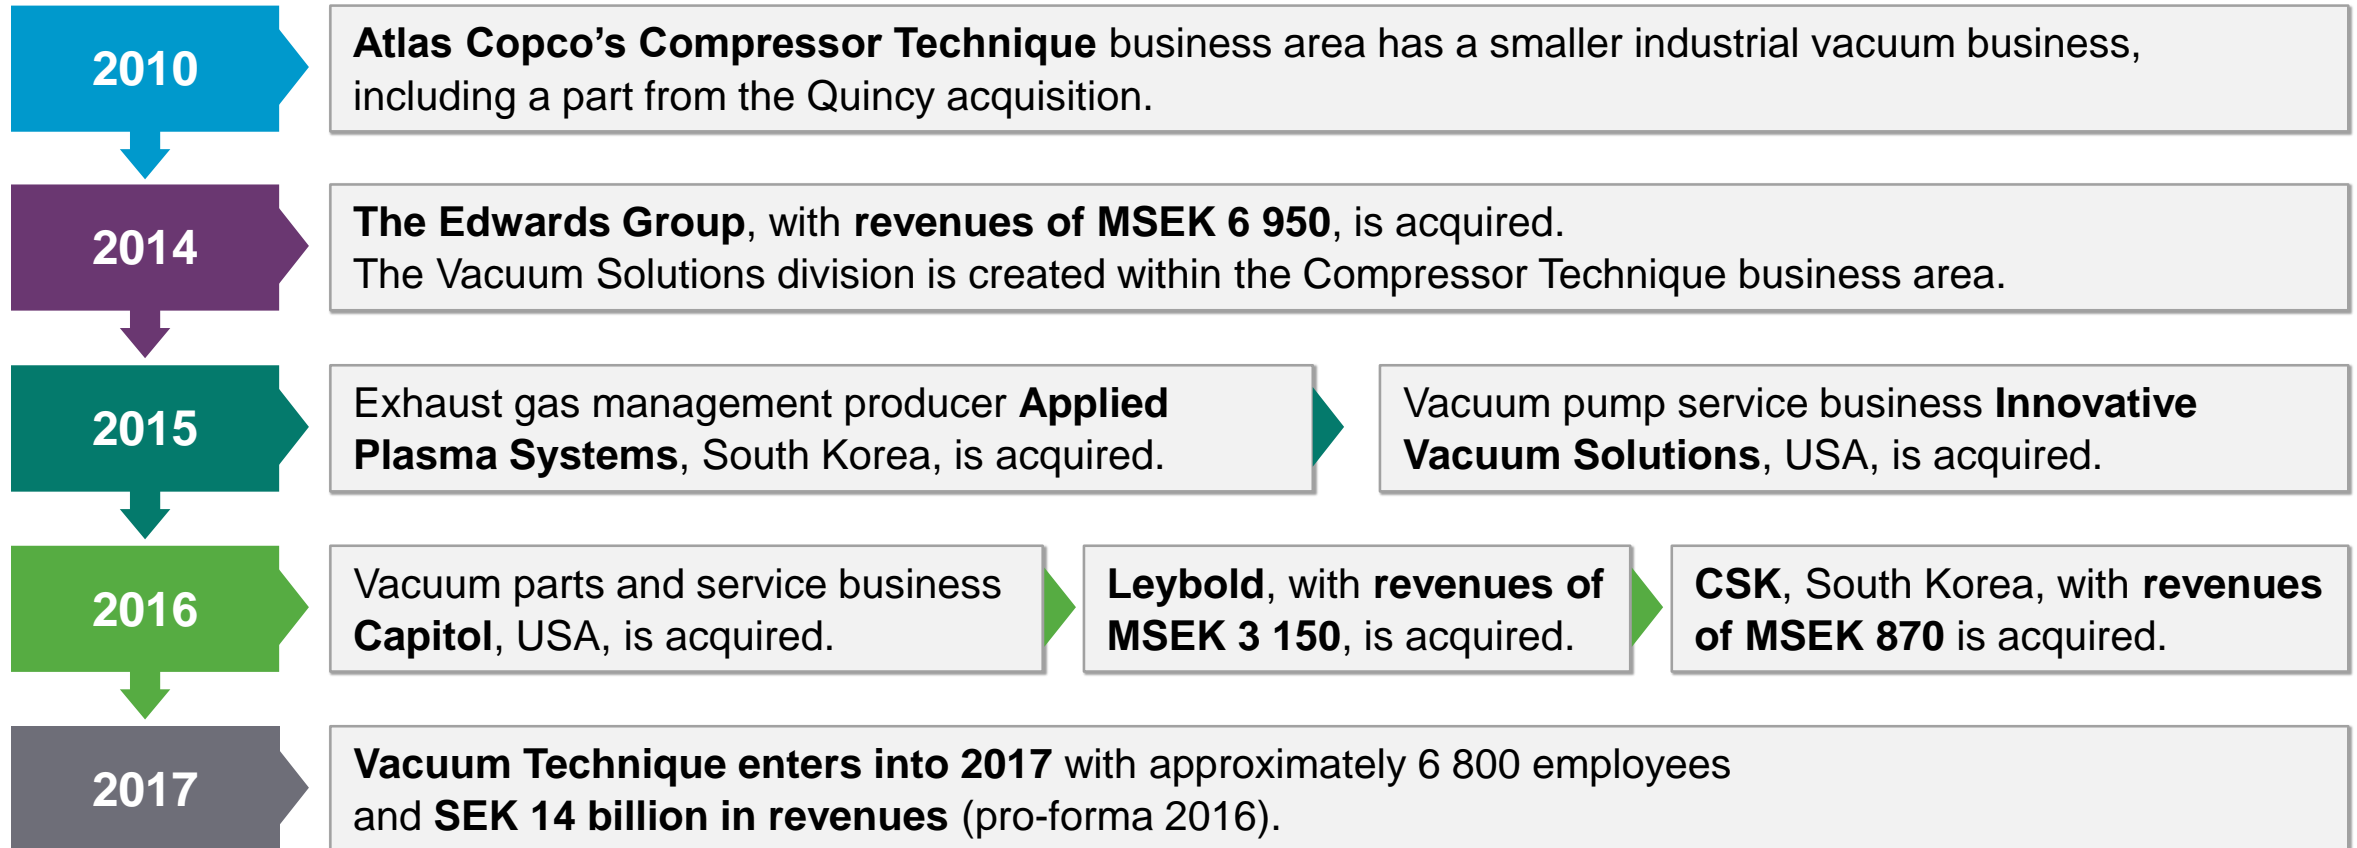 2010
Atlas Copco’s Compressor Technique business area has a smaller industrial vacuum business,
including a part from the Quincy acquisition.
2014
The Edwards Group, with revenues of MSEK 6 950, is acquired.
The Vacuum Solutions division is created within the Compressor Technique business area.
2015
Exhaust gas management producer Applied
Plasma Systems, South Korea, is acquired.
Vacuum pump service business Innovative
Vacuum Solutions, USA, is acquired.
2016
Vacuum parts and service business
Capitol, USA, is acquired.
Leybold, with revenues of
MSEK 3 150, is acquired.
CSK, South Korea, with revenues
of MSEK 870 is acquired.
2017
Vacuum Technique enters into 2017 with approximately 6 800 employees
and SEK 14 billion in revenues (pro-forma 2016).